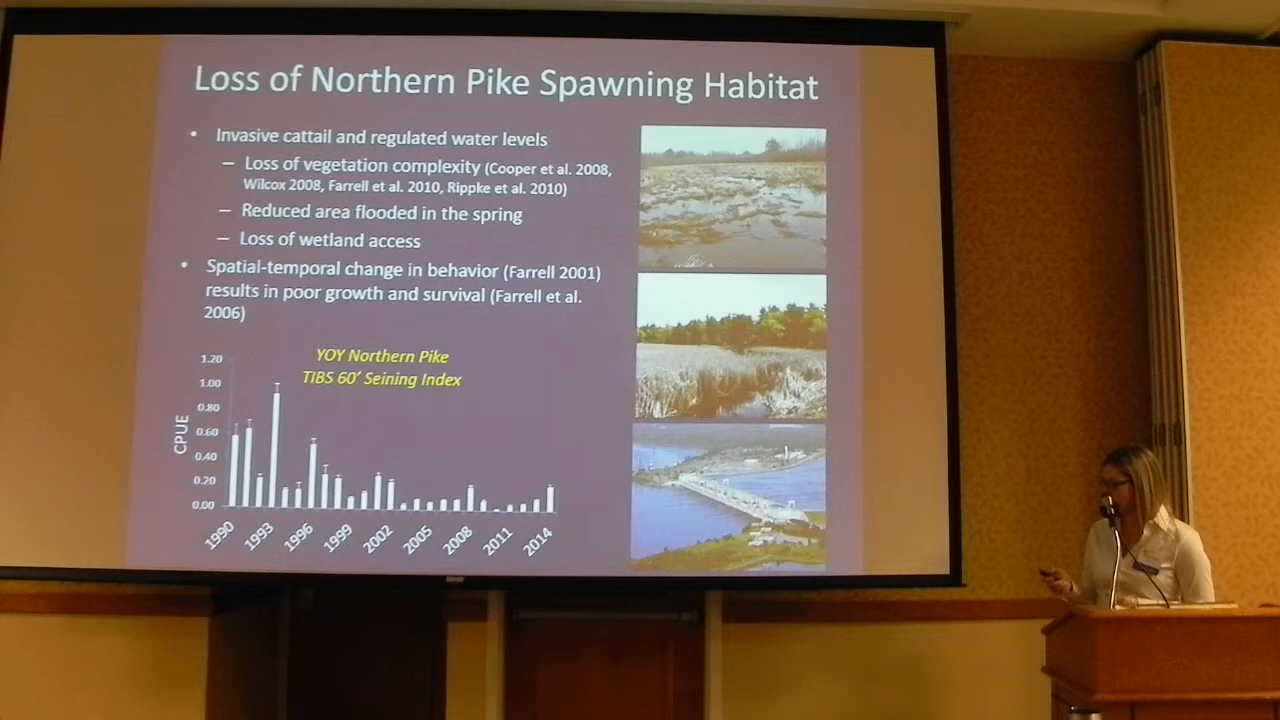 Loss of Northern Pike Spawning Habitat
• Invasive cattail and regulated water levels
– Loss of vegetation complexity (Cooper et al. 2008,
Wilcox 2008, Farrell et al. 2010, Rippke et al. 2010)
– Reduced area flooded in the spring
– Loss of wetland access
• Spatial-temporal change in behavior (Farrell 2001)
results in poor growth and survival (Farrell et al.
2006)
YOY Northern Pike
TIBS 60’ Seining Index
CPUE
1.20
1.00
0.80
0.60
0.40
0.20
0.00
1990
1993
1996
1999
2002
2005
2008
2011
2014